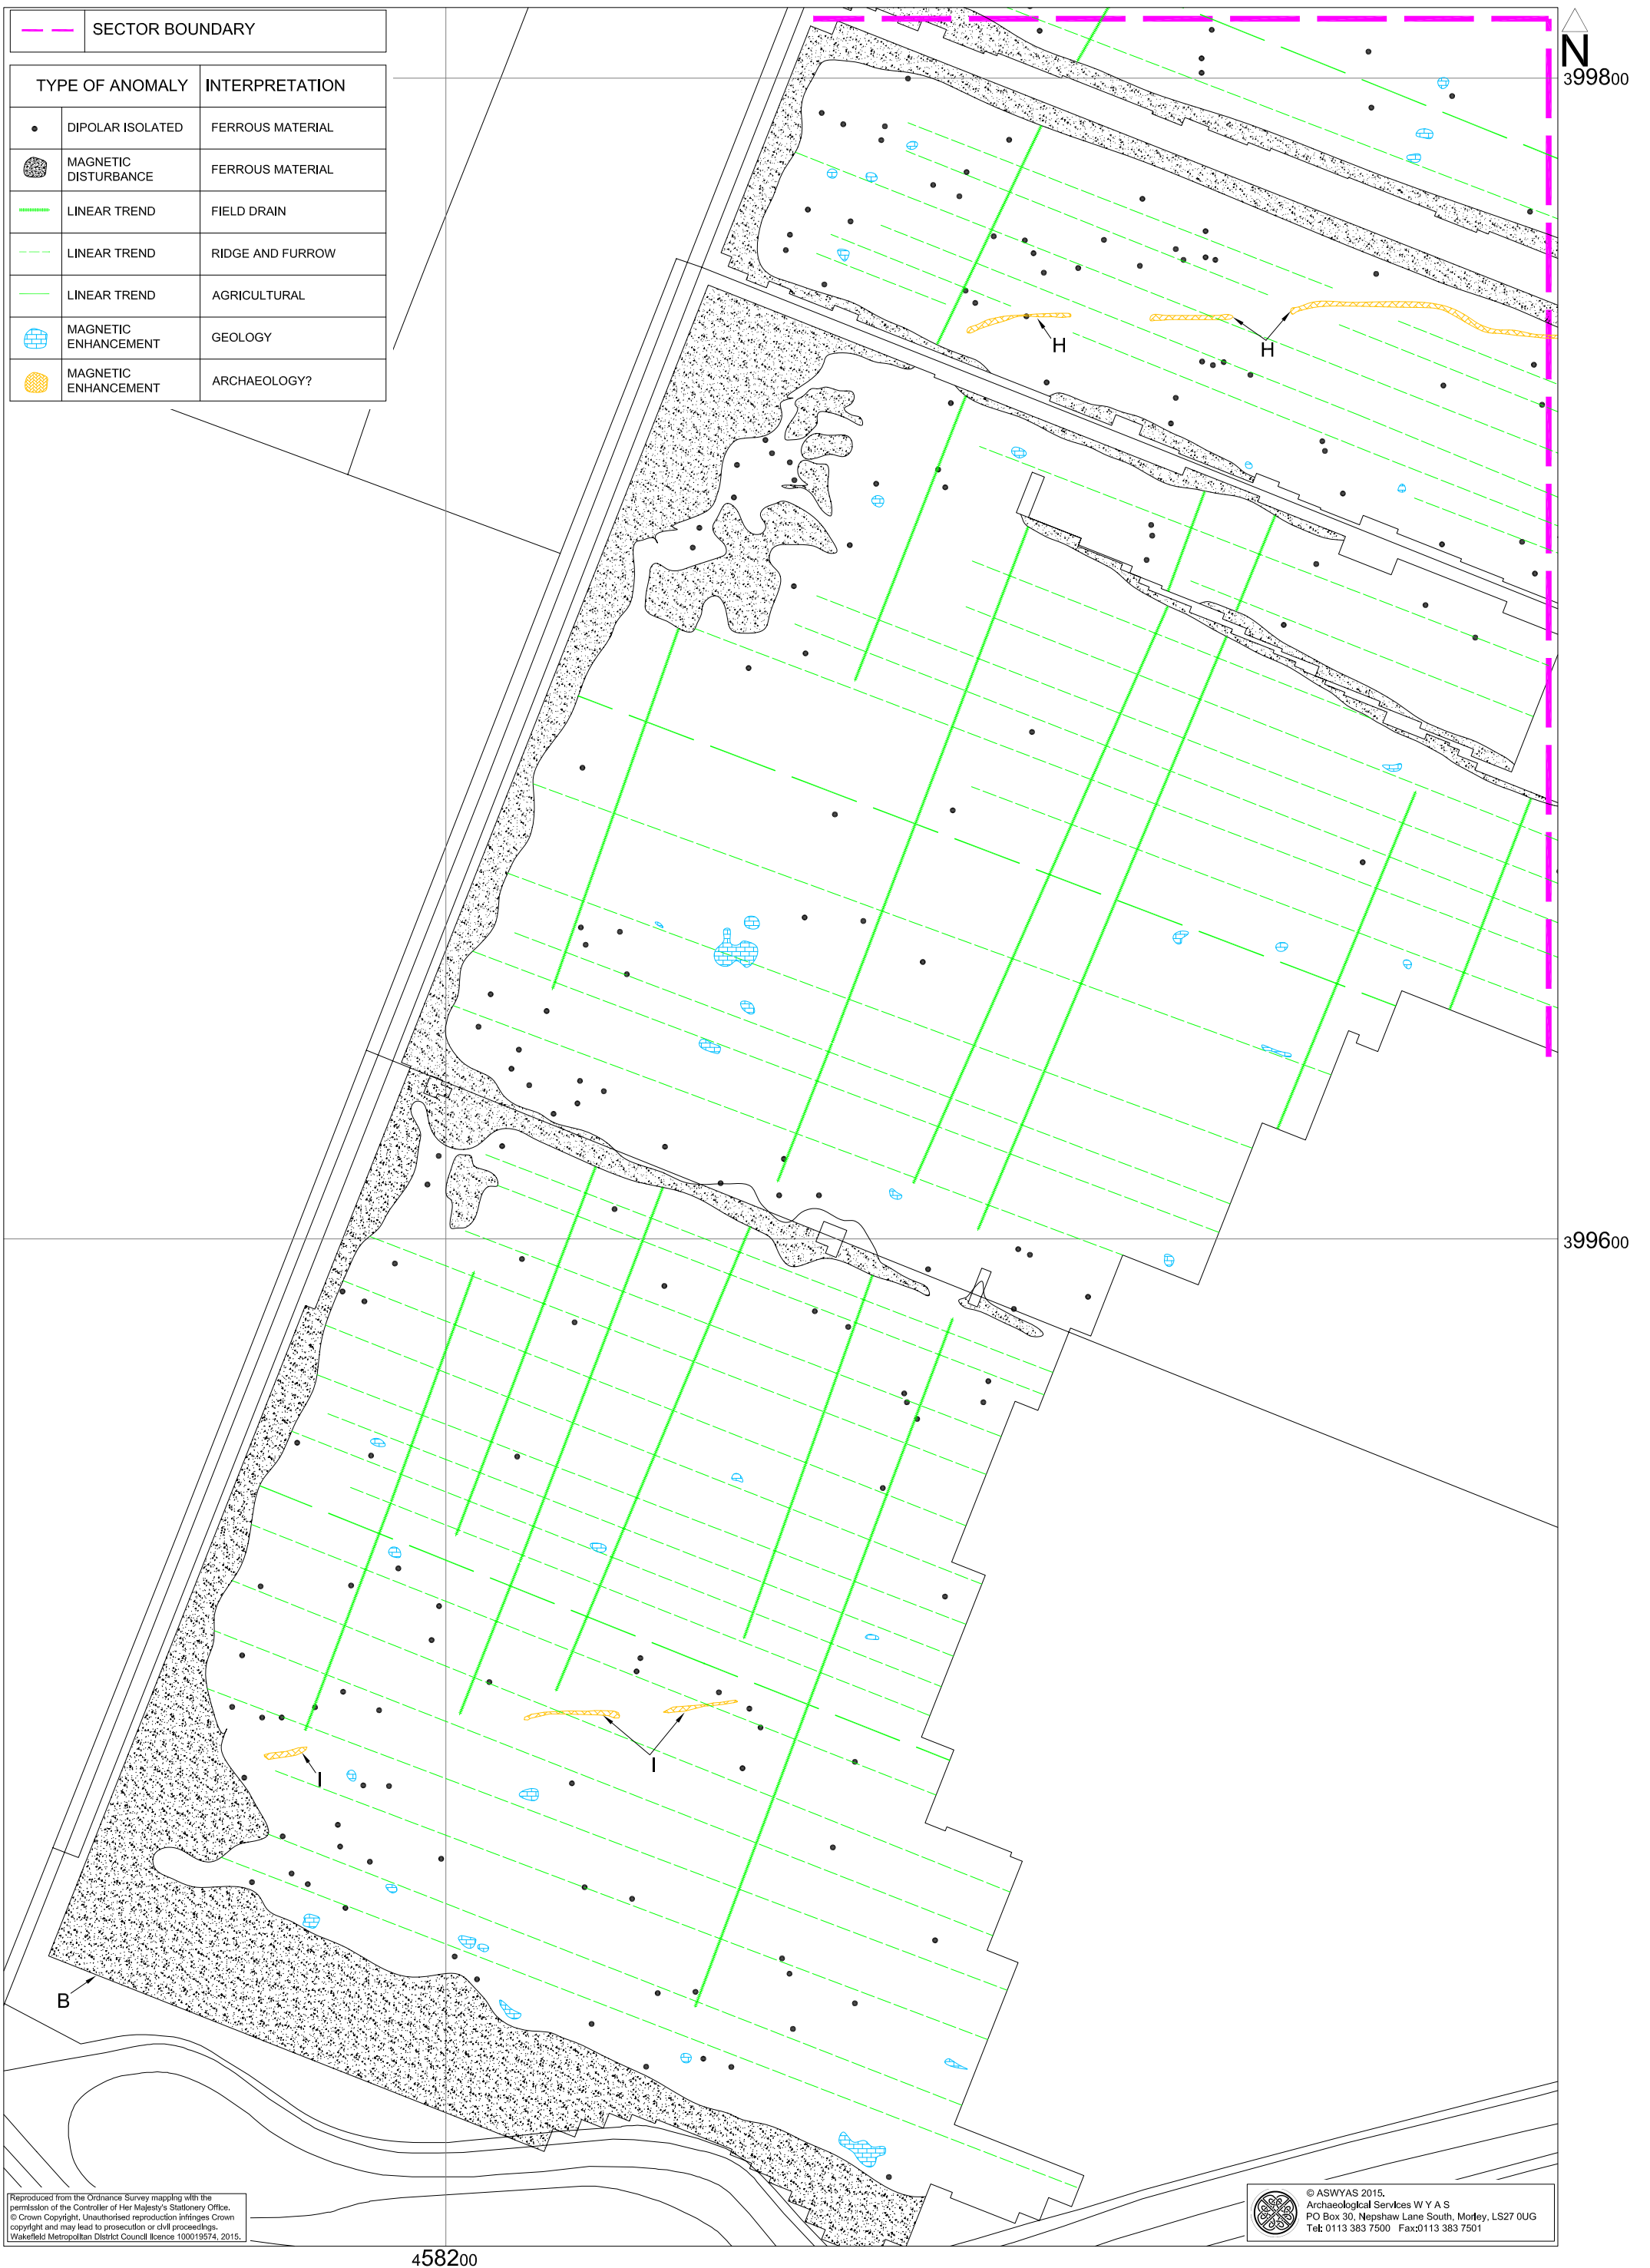 SECTOR BOUNDARY
N
399800
TYPE OF ANOMALY INTERPRETATION
DIPOLAR ISOLATED FERROUS MATERIAL
MAGNETIC
DISTURBANCE
FERROUS MATERIAL
LINEAR TREND FIELD DRAIN
LINEAR TREND RIDGE AND FURROW
LINEAR TREND AGRICULTURAL
MAGNETIC
ENHANCEMENT
GEOLOGY
MAGNETIC
ENHANCEMENT
ARCHAEOLOGY?
H
H
399600
I
I
B
Reproduced from the Ordnance Survey mapping with the
permission of the Controller of Her Majesty's Stationery Office.
© Crown Copyright. Unauthorised reproduction infringes Crown
copyright and may lead to prosecution or civil proceedings.
Wakefield Metropolitan District Council licence 100019574, 2015.
© ASWYAS 2015.
Archaeological Services W Y A S
PO Box 30, Nepshaw Lane South, Morley, LS27 0UG
Tel: 0113 383 7500 Fax:0113 383 7501
458200